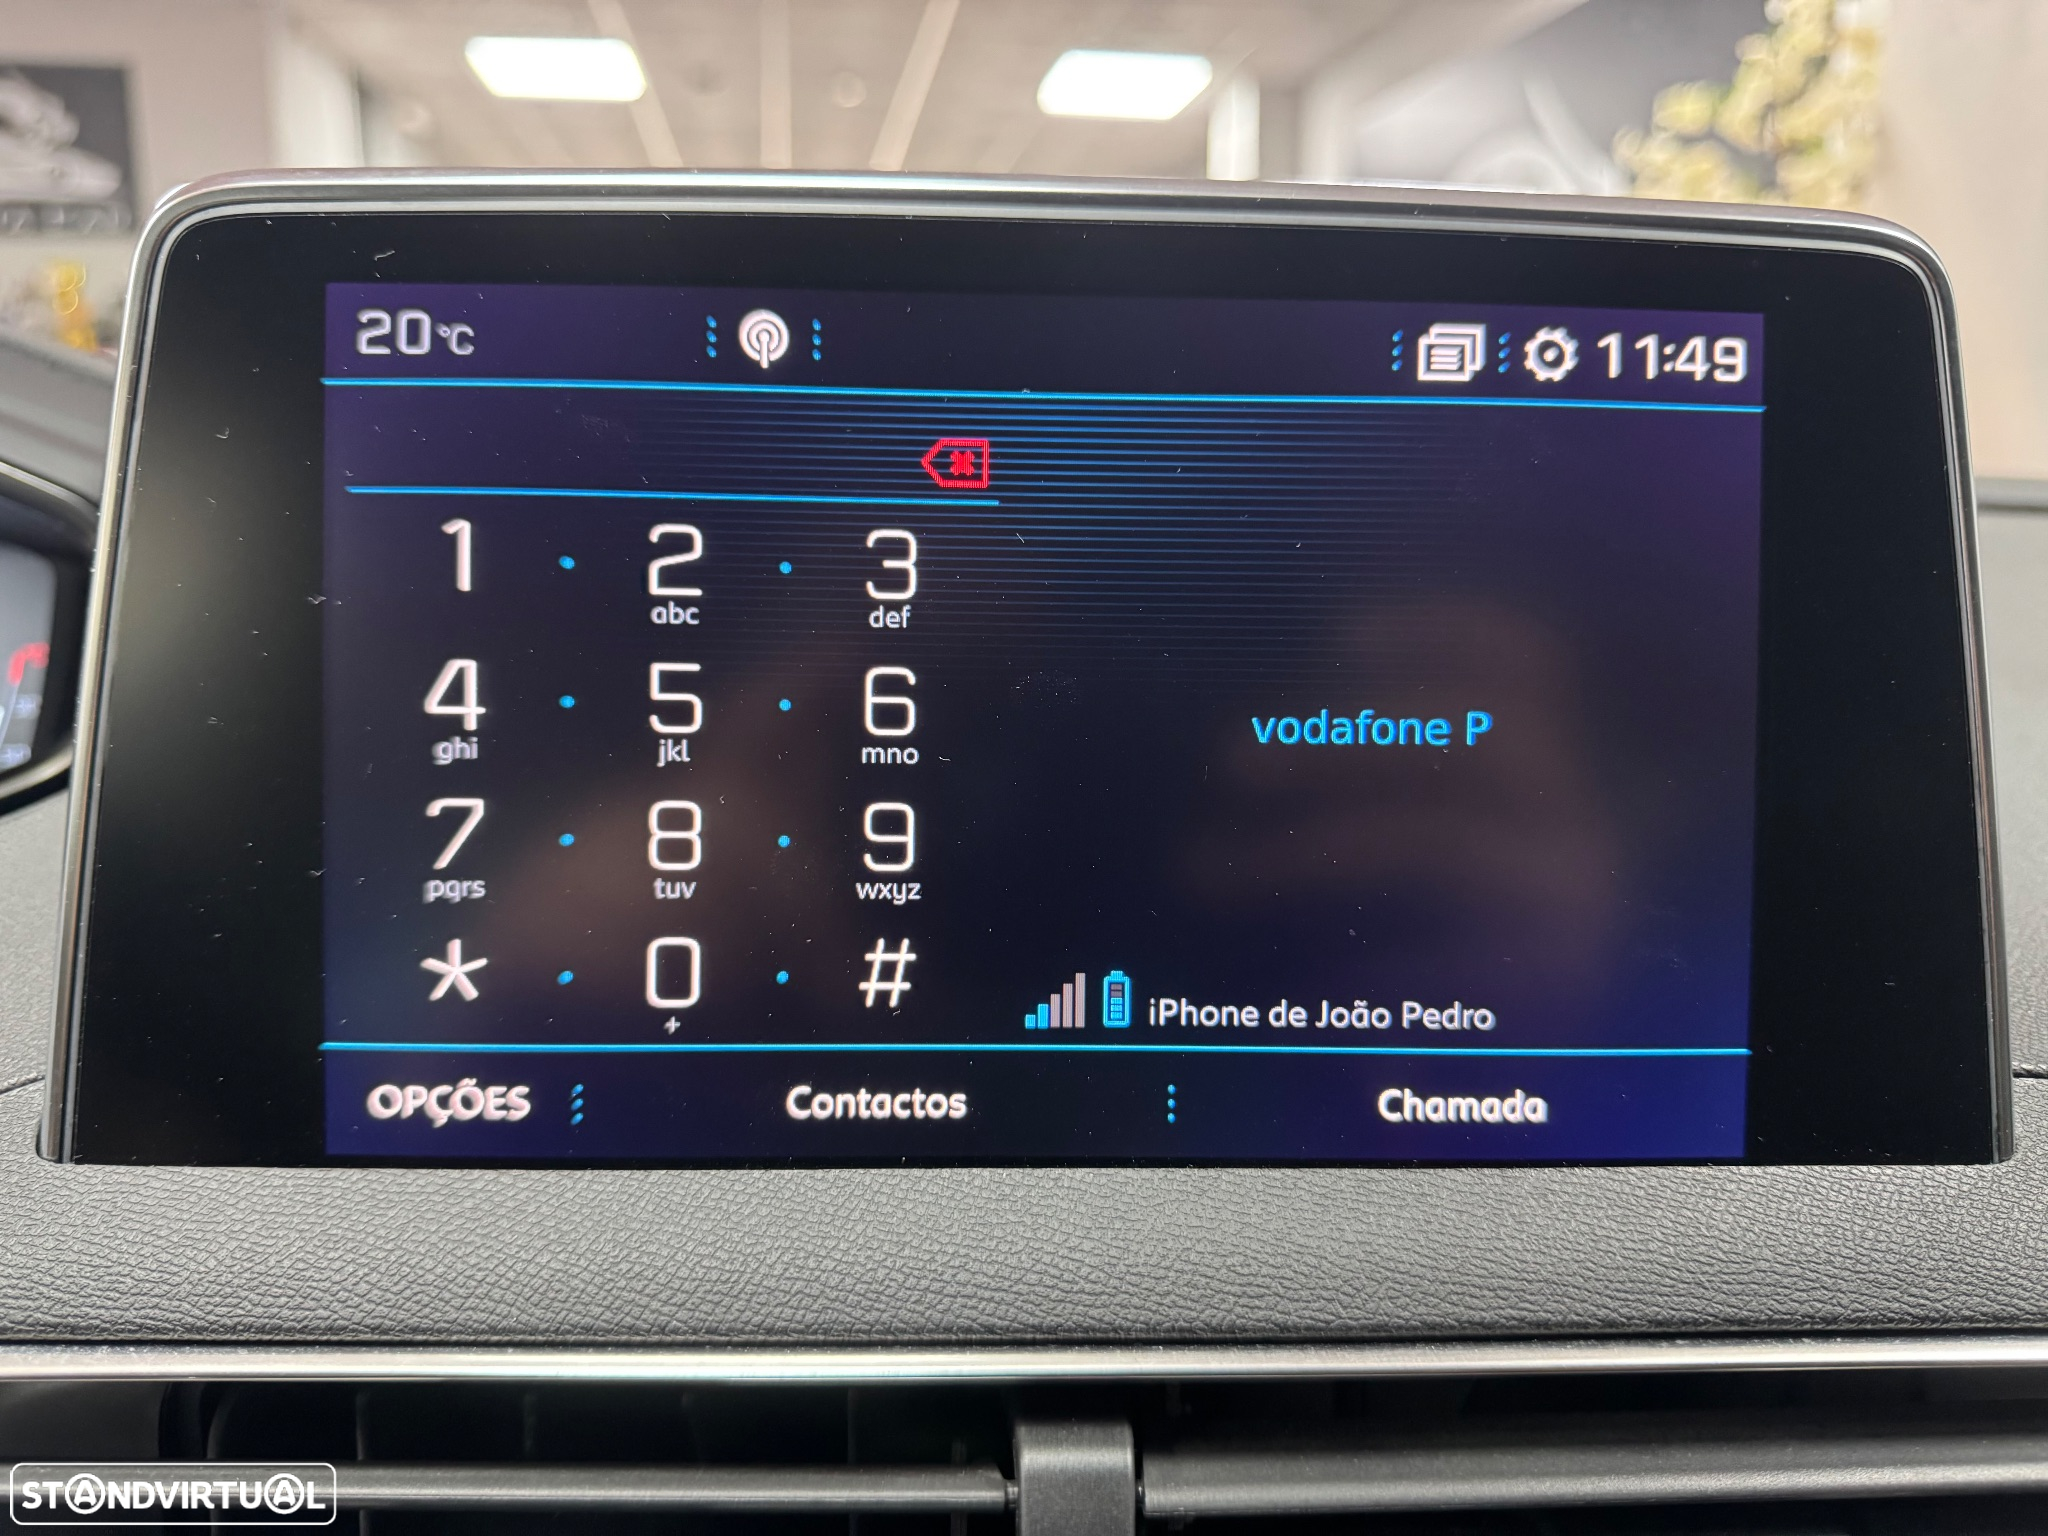 20°C
11:49
1
2
3
abc
def
4
5
6
ghi
jkl
mno
7
8
9
pqrs
tuv
wxyz
vodafone P
*
0
#
+
iPhone de João Pedro
OPÇÕES
Contactos
Chamada
STANDVIRTUAL